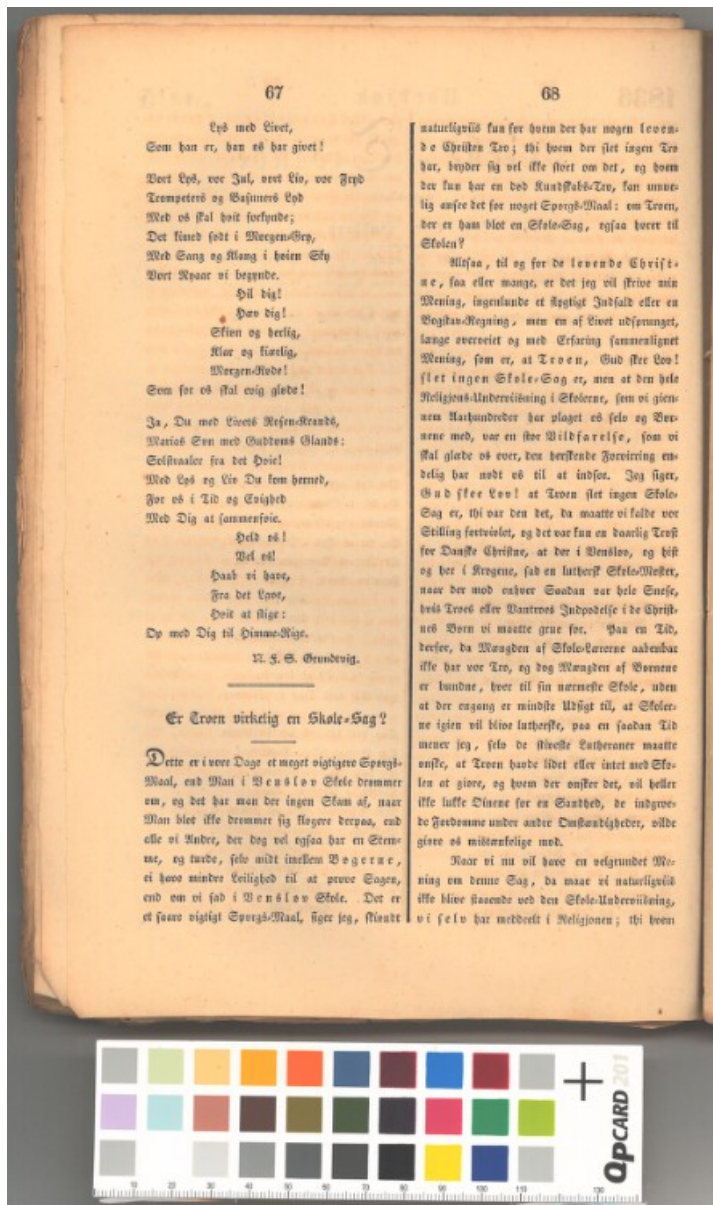 67
Lys med Livet,
Som han er, han os har givet!
Vort Lys, vor Jul, vort Liv, vor Fryd
Trompeters og Basuners Lyd
Med os skal høit forkynde;
Det kimed sødt i Morgen-Gry,
Med Sang og Klang i høien Sky
Vort Nyaar vi begynde.
Hil dig!
Hav dig!
Skiøn og herlig,
Klar og kiærlig,
Morgen-Røde!
Som for os skal evig gløde!
Ja, Du med Livets Rosen-Krands,
Marias Søn med Guddoms Glands:
Solstraaler fra det Høie!
Med Lys og Liv Du kom herned,
For os i Tid og Evighed
Med Dig at sammenføie.
Held os!
Vel os!
Haab vi have,
Fra det Lave,
Høit at stige:
Op med Dig til Himme-Rige.
N. F. S. Grundtvig.
Er Troen virkelig en Skole-Sag?
Dette er i vore Dage et meget vigtigere Spørgs-
Maal, end Man i Vensløv Skole drømmer
om, og det har man der ingen Skam af, naar
Man blot ikke drømmer sig klogere derpaa, end
alle vi Andre, der dog vel ogsaa har en Stem-
me, og turde, selv midt imellem Bøgerne,
ei have mindre Leilighed til at prøve Sagen,
end om vi sad i Vensløv Skole. Det er
et saare vigtigt Spørgs-Maal, siger jeg, skiøndt
68
naturligviis kun for hvem der har nogen leven-
de Christen Tro; thi hvem der slet ingen Tro
har, bryder sig vel ikke stort om det, og hvem
der kun har en død Kundskabs-Tro, kan umue-
lig ansee det for noget Spørgs-Maal: om Troen,
der er ham blot en Skole-Sag, ogsaa hører til
Skolen?
Altsaa, til og for de levende Christ-
ne, faa eller mange, er det jeg vil skrive min
Mening, ingenlunde et flygtigt Indfald eller en
Bogstav-Regning, men en af Livet udsprunget,
længe overveiet og med Erfaring sammenlignet
Mening, som er, at Troen, Gud skee Lov!
slet ingen Skole-Sag er, men at den hele
Religions-Underviisning i Skolerne, som vi gien-
nem Aarhundreder har plaget os selv og Bør-
nene med, var en stor Vildfarelse, som vi
skal glæde os over, den herskende Forvirring en-
delig har nødt os til at indsee. Jeg siger,
Gud skee Lov! at Troen slet ingen Skole-
Sag er, thi var den det, da maatte vi kalde vor
Stilling fortvivlet, og det var kun en daarlig Trøst
for Danske Christne, at der i Vensløv, og hist
og her i Krogene, sad en luthersk Skole-Mester,
naar der mod enhver Saadan var hele Snese,
hvis Troes eller Vantroes Indpodelse i de Christ-
nes Børn vi maatte grue for. Paa en Tid,
derfor, da Mængden af Skole-Lærerne aabenbar
ikke har vor Tro, og dog Mængden af Børnene
er bundne, hver til sin nærmeste Skole, uden
at der engang er mindste Udsigt til, at Skoler-
ne igien vil blive lutherske, paa en saadan Tid
mener jeg, selv de stiveste Lutheraner maatte
ønske, at Troen havde lidet eller intet med Sko-
len at giøre, og hvem der ønsker det, vil heller
ikke lukke Øinene for en Sandhed, de indgroe-
de Fordomme under andre Omstændigheder, vilde
giøre os mistænkelige mod.
Naar vi nu vil have en velgrundet Me-
ning om denne Sag, da maae vi naturligviis
ikke blive staaende ved den Skole-Underviisning,
vi selv har meddeelt i Religionen; thi hvem
QPCARD 201
10 20 30 40 50 60 70 80 90 100 110 130